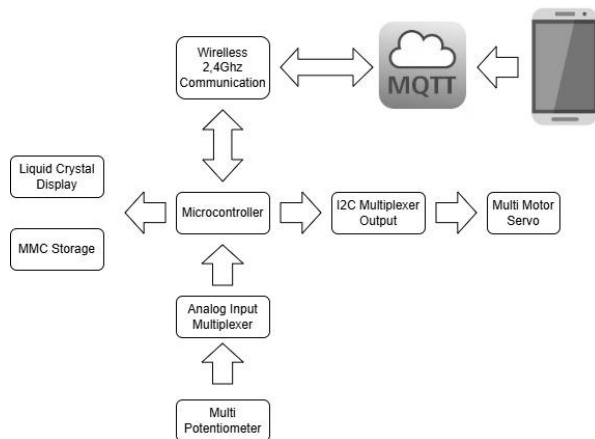 Wirelless
2,4Ghz
Communication
MQTT
Liquid Crystal
Display
Microcontroller
I2C Multiplexer
Output
Multi Motor
Servo
MMC Storage
Analog Input
Multiplexer
Multi
Potentiometer